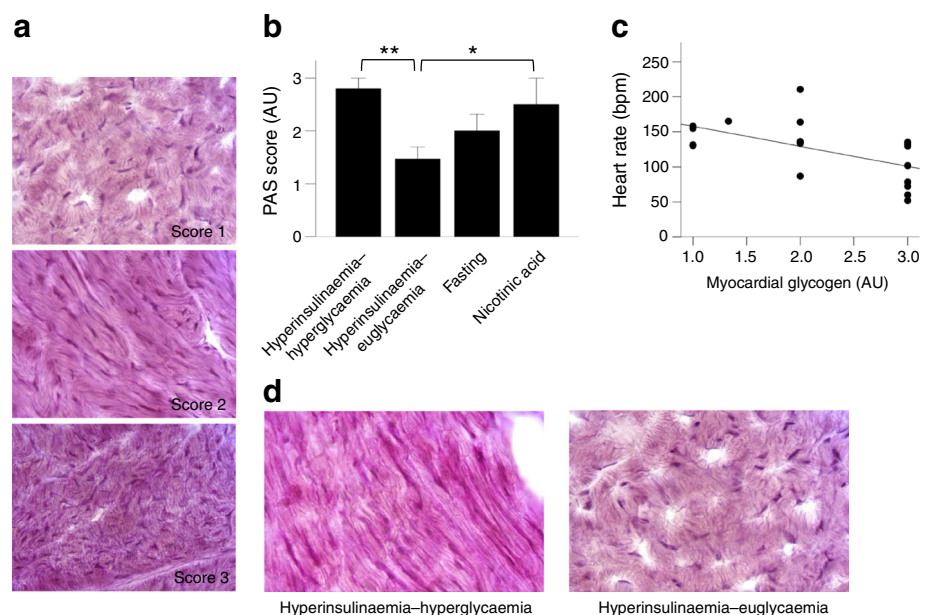 a
Score 1
Score 2
Score 3
b
** *
PAS score (AU)
3
2
1
0
Hyperinsulinaemia–
hyperglycaemia
Hyperinsulinaemia–
euglycaemia
Fasting
Nicotinic acid
c
Heart rate (bpm)
250
200
150
100
50
0
1.0 1.5 2.0 2.5 3.0
Myocardial glycogen (AU)
d
Hyperinsulinaemia–hyperglycaemia
Hyperinsulinaemia–euglycaemia